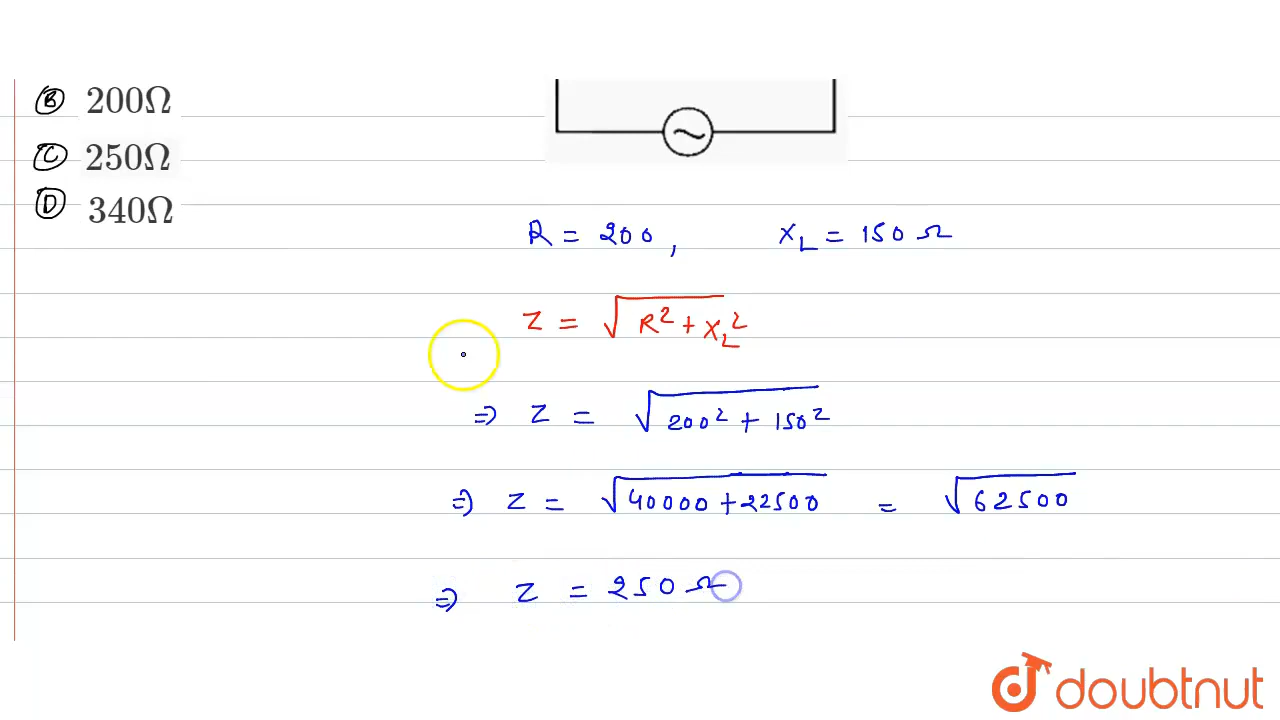 B 200Ω
C 250Ω
D 340Ω
R = 200, X_L = 150 Ω
Z = √(R² + X_L²)
⇒ Z = √(200² + 150²)
⇒ Z = √(40000 + 22500) = √62500
⇒ Z = 250 Ω
doubtnut